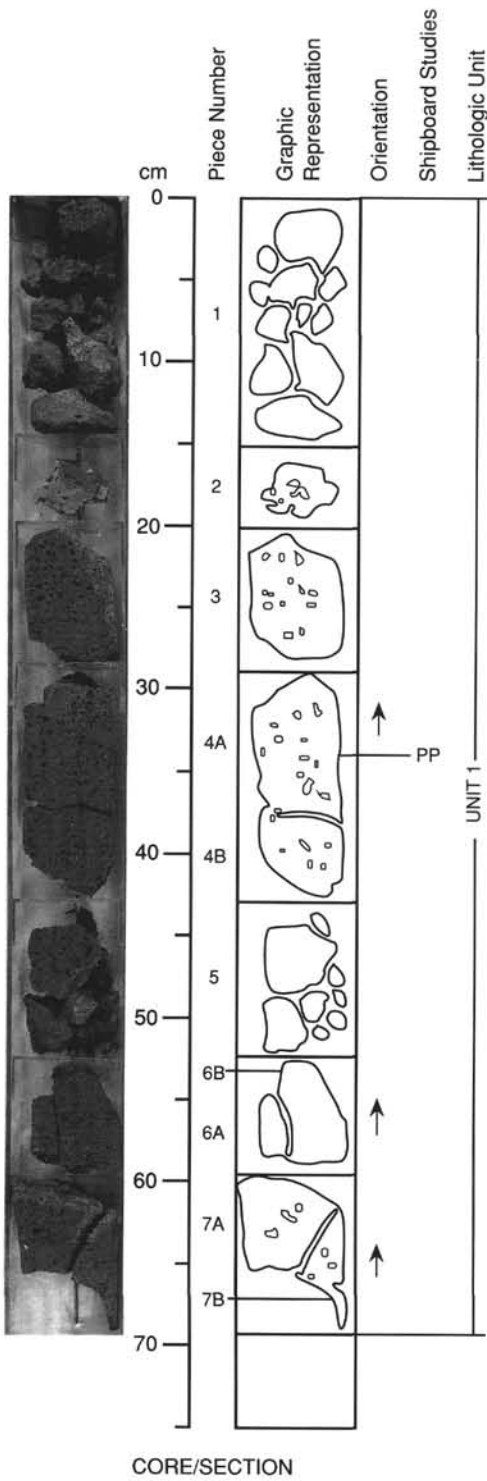 cm
Piece Number
Graphic
Representation
Orientation
Shipboard Studies
Lithologic Unit
0
1
10
2
20
3
30
4A
PP
UNIT 1
40
4B
5
50
6B
6A
60
7A
7B
70
CORE/SECTION